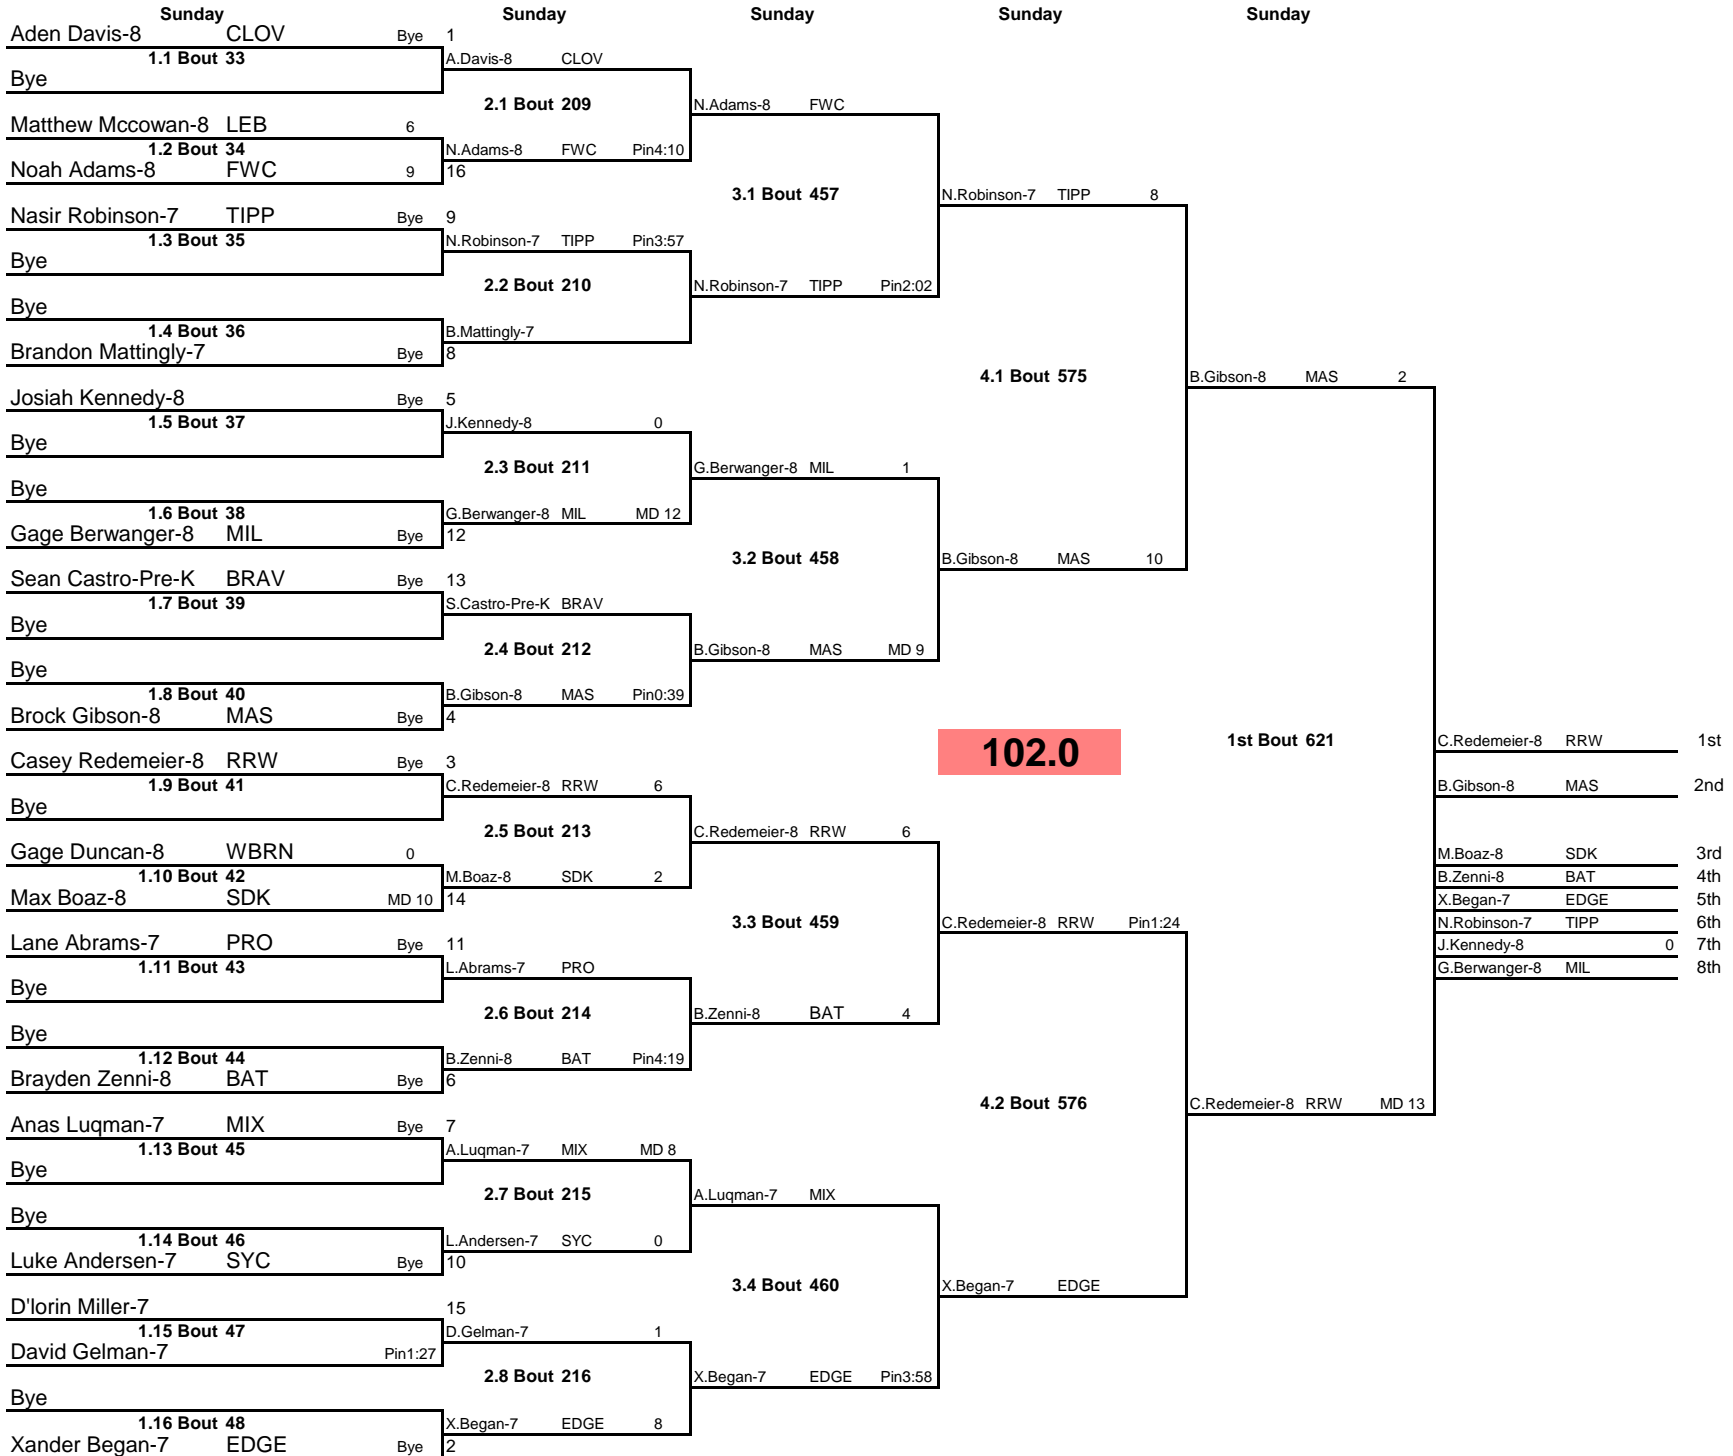 Sunday Sunday Sunday Sunday Sunday
Aden Davis-8 CLOV Bye 1
1.1 Bout 33 A.Davis-8 CLOV
Bye
2.1 Bout 209 N.Adams-8 FWC
Matthew Mccowan-8 LEB 6
1.2 Bout 34 N.Adams-8 FWC Pin4:10
Noah Adams-8 FWC 9 16
3.1 Bout 457 N.Robinson-7 TIPP 8
Nasir Robinson-7 TIPP Bye 9
1.3 Bout 35 N.Robinson-7 TIPP Pin3:57
Bye
2.2 Bout 210 N.Robinson-7 TIPP Pin2:02
Bye
1.4 Bout 36 B.Mattingly-7
Brandon Mattingly-7 Bye 8
4.1 Bout 575 B.Gibson-8 MAS 2
Josiah Kennedy-8 Bye 5
1.5 Bout 37 J.Kennedy-8 0
Bye
2.3 Bout 211 G.Berwanger-8 MIL 1
Bye
1.6 Bout 38 G.Berwanger-8 MIL MD 12
Gage Berwanger-8 MIL Bye 12
3.2 Bout 458 B.Gibson-8 MAS 10
Sean Castro-Pre-K BRAV Bye 13
1.7 Bout 39 S.Castro-Pre-K BRAV
Bye
2.4 Bout 212 B.Gibson-8 MAS MD 9
Bye
1.8 Bout 40 B.Gibson-8 MAS Pin0:39
Brock Gibson-8 MAS Bye 4
102.0 1st Bout 621 C.Redemeier-8 RRW 1st
Casey Redemeier-8 RRW Bye 3
1.9 Bout 41 C.Redemeier-8 RRW 6 B.Gibson-8 MAS 2nd
Bye
2.5 Bout 213 C.Redemeier-8 RRW 6
Gage Duncan-8 WBRN 0 M.Boaz-8 SDK 3rd
1.10 Bout 42 M.Boaz-8 SDK 2 B.Zenni-8 BAT 4th
Max Boaz-8 SDK MD 10 14 X.Began-7 EDGE 5th
3.3 Bout 459 C.Redemeier-8 RRW Pin1:24 N.Robinson-7 TIPP 6th
Lane Abrams-7 PRO Bye 11 J.Kennedy-8 0 7th
1.11 Bout 43 L.Abrams-7 PRO G.Berwanger-8 MIL 8th
Bye
2.6 Bout 214 B.Zenni-8 BAT 4
Bye
1.12 Bout 44 B.Zenni-8 BAT Pin4:19
Brayden Zenni-8 BAT Bye 6
4.2 Bout 576 C.Redemeier-8 RRW MD 13
Anas Luqman-7 MIX Bye 7
1.13 Bout 45 A.Luqman-7 MIX MD 8
Bye
2.7 Bout 215 A.Luqman-7 MIX
Bye
1.14 Bout 46 L.Andersen-7 SYC 0
Luke Andersen-7 SYC Bye 10
3.4 Bout 460 X.Began-7 EDGE
D'lorin Miller-7 15
1.15 Bout 47 D.Gelman-7 1
David Gelman-7 Pin1:27
2.8 Bout 216 X.Began-7 EDGE Pin3:58
Bye
1.16 Bout 48 X.Began-7 EDGE 8
Xander Began-7 EDGE Bye 2